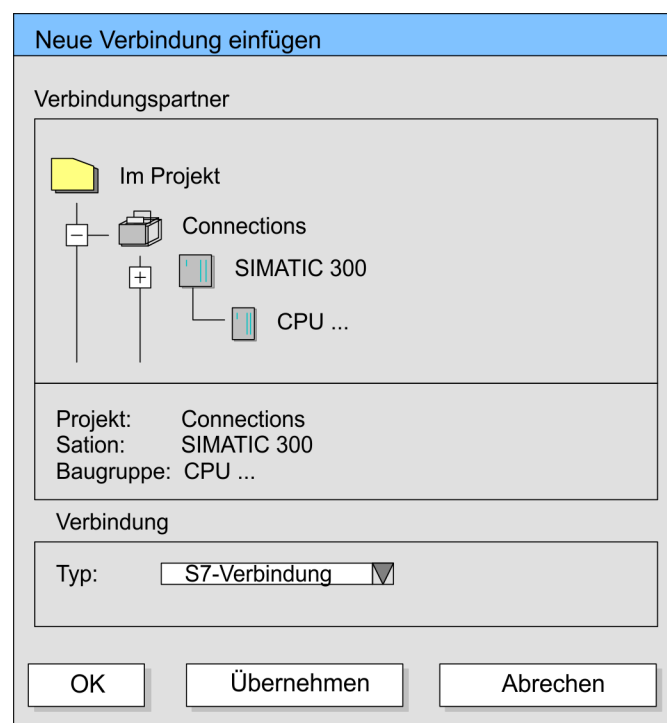 Neue Verbindung einfügen
Verbindungspartner
Im Projekt
Connections
SIMATIC 300
CPU ...
Projekt: Connections
Sation: SIMATIC 300
Baugruppe: CPU ...
Verbindung
Typ: S7-Verbindung
OK Übernehmen Abrechen